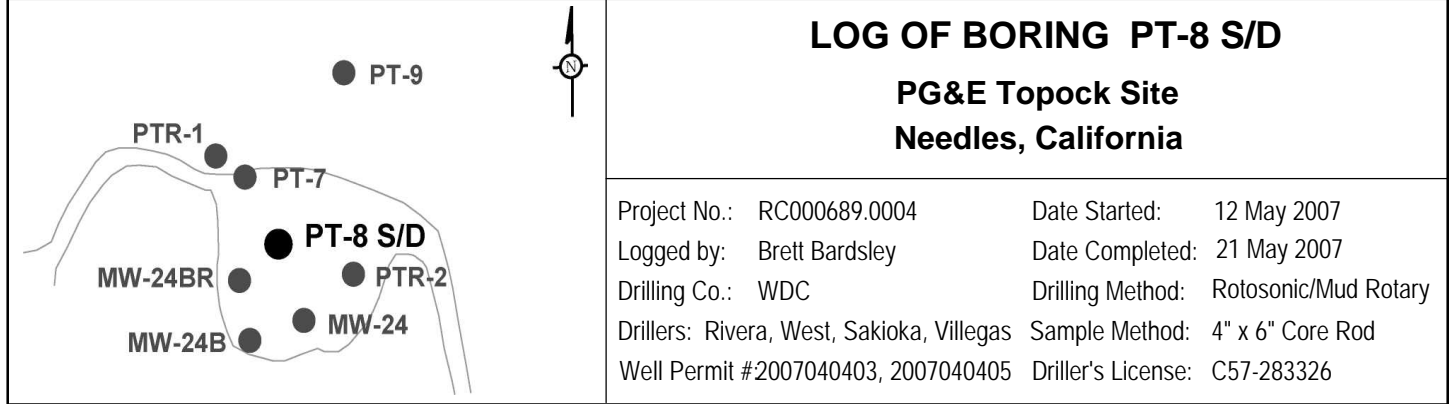 PT-9
N
PTR-1
PT-7
PT-8 S/D
MW-24BR
PTR-2
MW-24
MW-24B
LOG OF BORING PT-8 S/D
PG&E Topock Site
Needles, California
Project No.: RC000689.0004 Date Started: 12 May 2007
Logged by: Brett Bardsley Date Completed: 21 May 2007
Drilling Co.: WDC Drilling Method: Rotosonic/Mud Rotary
Drillers: Rivera, West, Sakioka, Villegas Sample Method: 4" x 6" Core Rod
Well Permit #:2007040403, 2007040405 Driller's License: C57-283326